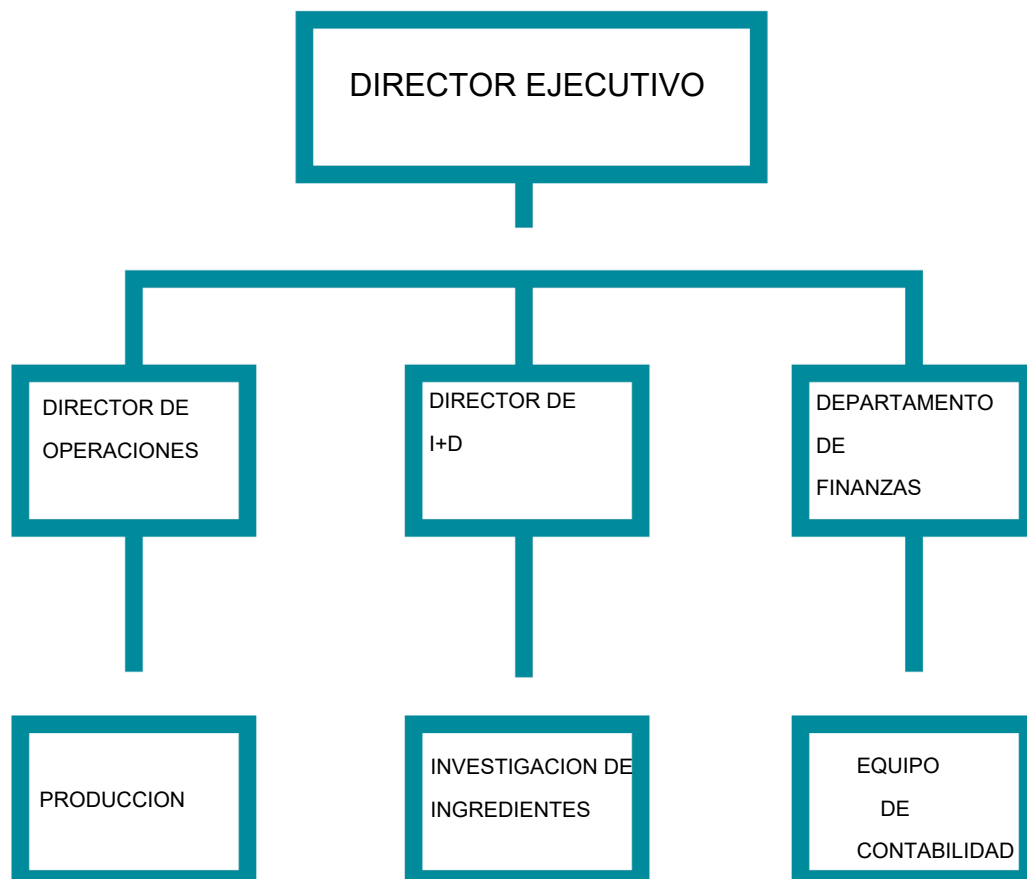 DIRECTOR EJECUTIVO
DIRECTOR DE
OPERACIONES
DIRECTOR DE
I+D
DEPARTAMENTO
DE
FINANZAS
PRODUCCION
INVESTIGACION DE
INGREDIENTES
EQUIPO
DE
CONTABILIDAD